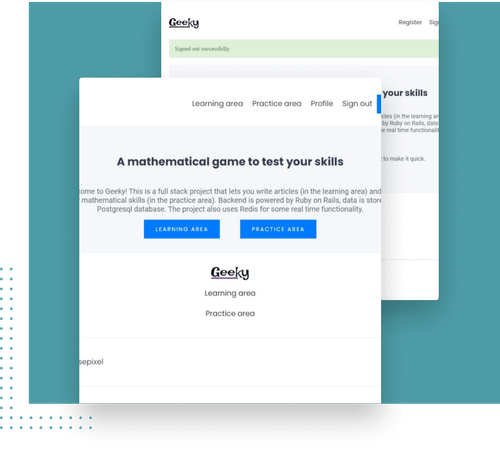 Geeky
Register Sig
Signed out successfully.
your skills
cles (in the learning ar
by Ruby on Rails, data
e real time functionalit
to make it quick.
Learning area Practice area Profile Sign out
A mathematical game to test your skills
ome to Geeky! This is a full stack project that lets you write articles (in the learning area) and
mathematical skills (in the practice area). Backend is powered by Ruby on Rails, data is store
Postgresql database. The project also uses Redis for some real time functionality.
LEARNING AREA PRACTICE AREA
Geeky
Learning area
Practice area
sepixel